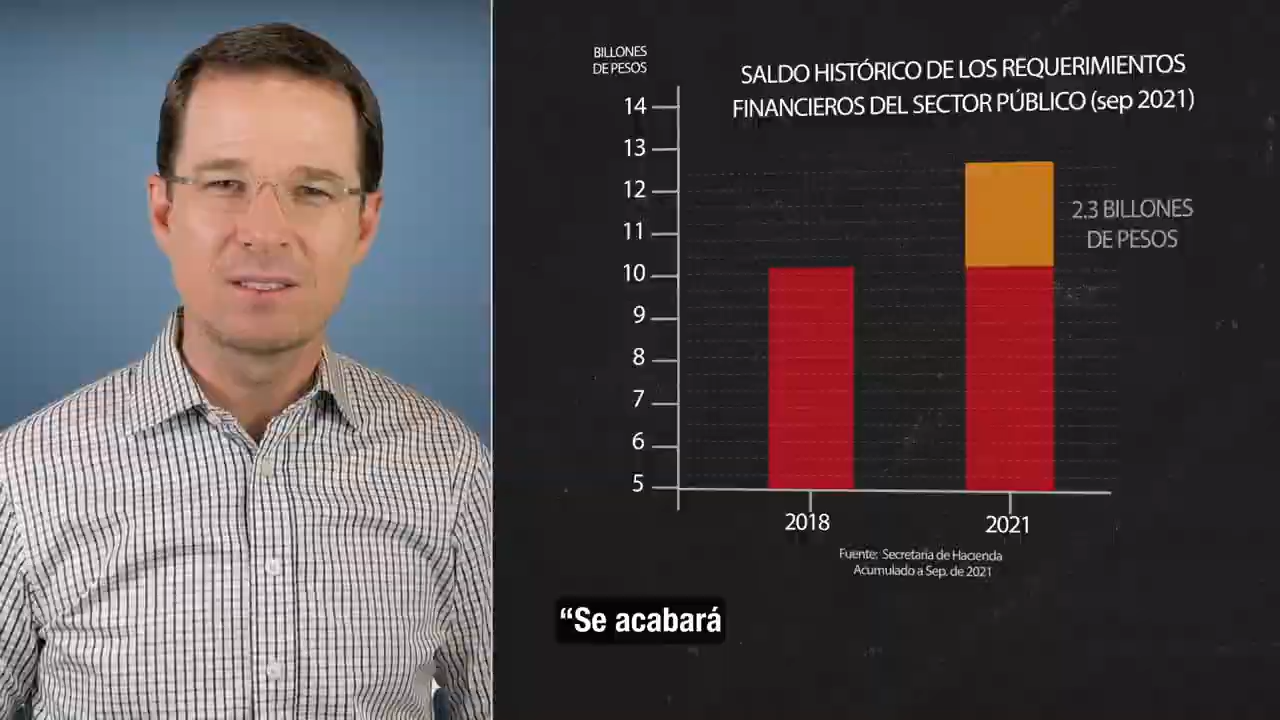 BILLONES
DE PESOS
SALDO HISTÓRICO DE LOS REQUERIMIENTOS
FINANCIEROS DEL SECTOR PÚBLICO (sep 2021)
14
13
12
11
10
9
8
7
6
5
2.3 BILLONES
DE PESOS
2018
2021
Fuente: Secretaria de Hacienda
Acumulado a Sep. de 2021
“Se acabará